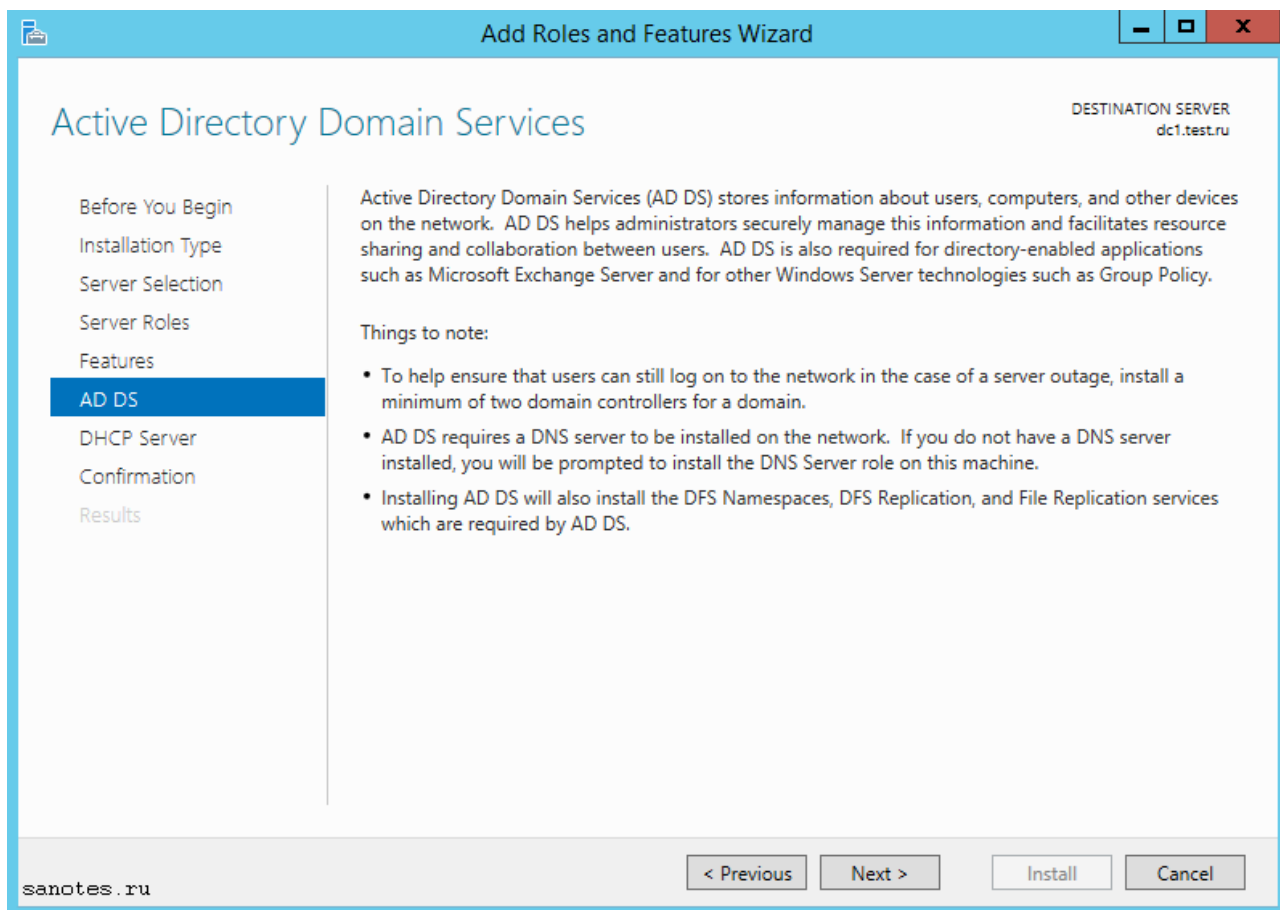 Add Roles and Features Wizard
Active Directory Domain Services
DESTINATION SERVER
dc1.test.ru
Before You Begin
Installation Type
Server Selection
Server Roles
Features
AD DS
DHCP Server
Confirmation
Results
Active Directory Domain Services (AD DS) stores information about users, computers, and other devices
on the network. AD DS helps administrators securely manage this information and facilitates resource
sharing and collaboration between users. AD DS is also required for directory-enabled applications
such as Microsoft Exchange Server and for other Windows Server technologies such as Group Policy.
Things to note:
• To help ensure that users can still log on to the network in the case of a server outage, install a
minimum of two domain controllers for a domain.
• AD DS requires a DNS server to be installed on the network. If you do not have a DNS server
installed, you will be prompted to install the DNS Server role on this machine.
• Installing AD DS will also install the DFS Namespaces, DFS Replication, and File Replication services
which are required by AD DS.
< Previous
Next >
Install
Cancel
sanotes.ru